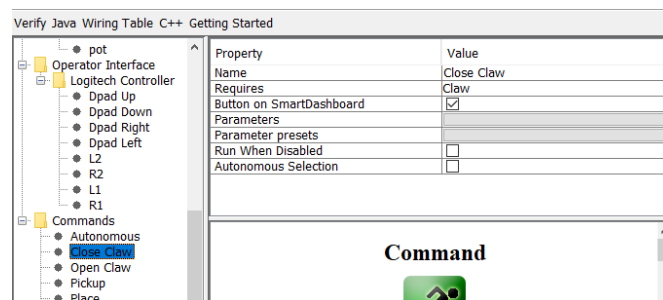 Verify Java Wiring Table C++ Getting Started
pot
Operator Interface
Logitech Controller
Dpad Up
Dpad Down
Dpad Right
Dpad Left
L2
R2
L1
R1
Commands
Autonomous
Close Claw
Open Claw
Pickup
Place
Property Value
Name Close Claw
Requires Claw
Button on SmartDashboard
Parameters
Parameter presets
Run When Disabled
Autonomous Selection
Command